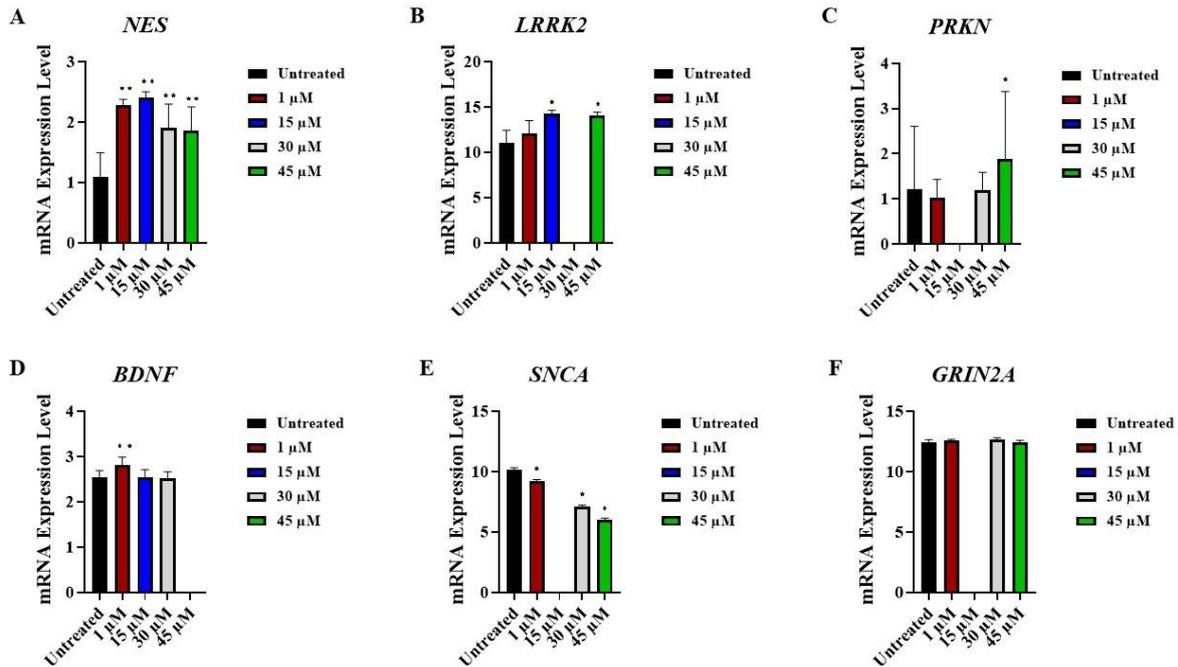 A
NES
mRNA Expression Level
3
2
1
0
** ** ** **
Untreated
1 µM
15 µM
30 µM
45 µM
Untreated
1 µM
15 µM
30 µM
45 µM
B
LRRK2
mRNA Expression Level
20
15
10
5
0
* *
Untreated
1 µM
15 µM
30 µM
45 µM
Untreated
1 µM
15 µM
30 µM
45 µM
C
PRKN
mRNA Expression Level
4
3
2
1
0
*
Untreated
1 µM
15 µM
30 µM
45 µM
Untreated
1 µM
15 µM
30 µM
45 µM
D
BDNF
mRNA Expression Level
4
3
2
1
0
**
Untreated
1 µM
15 µM
30 µM
45 µM
Untreated
1 µM
15 µM
30 µM
45 µM
E
SNCA
mRNA Expression Level
15
10
5
0
* * *
Untreated
1 µM
15 µM
30 µM
45 µM
Untreated
1 µM
15 µM
30 µM
45 µM
F
GRIN2A
mRNA Expression Level
15
10
5
0
Untreated
1 µM
15 µM
30 µM
45 µM
Untreated
1 µM
15 µM
30 µM
45 µM